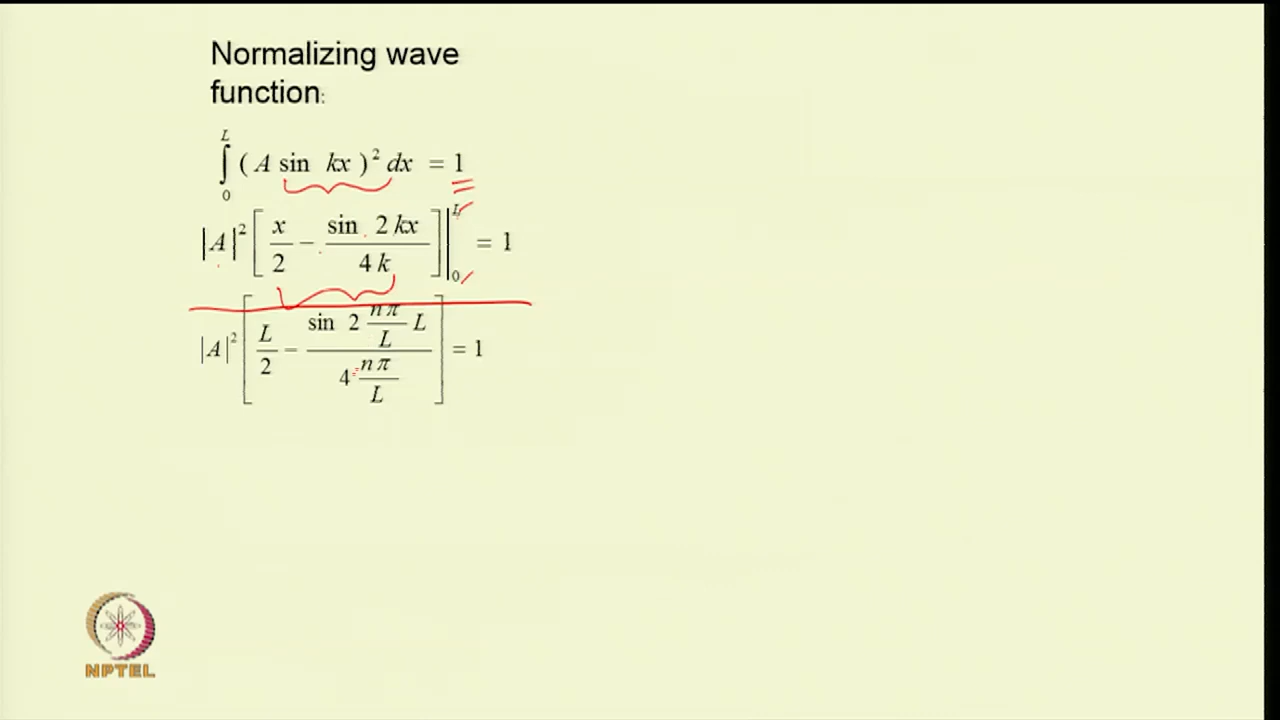 Normalizing wave
function:
∫₀ᴸ ( A sin kx )² dx = 1
|A|² [ x/2 − sin 2kx / 4k ] |₀ᴸ = 1
|A|² [ L/2 − sin 2 (nπ/L) L / 4 (nπ/L) ] = 1
NPTEL